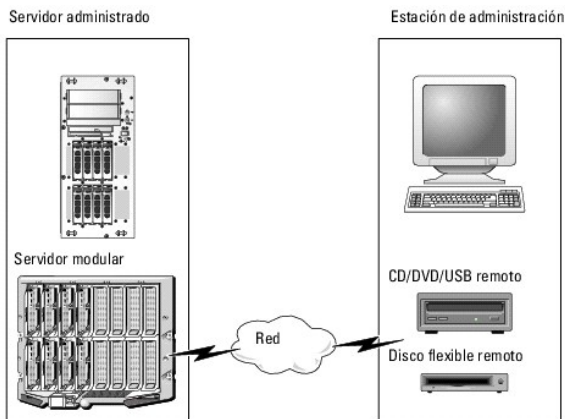 Servidor administrado
Estación de administración
Servidor modular
CD/DVD/USB remoto
Red
Disco flexible remoto